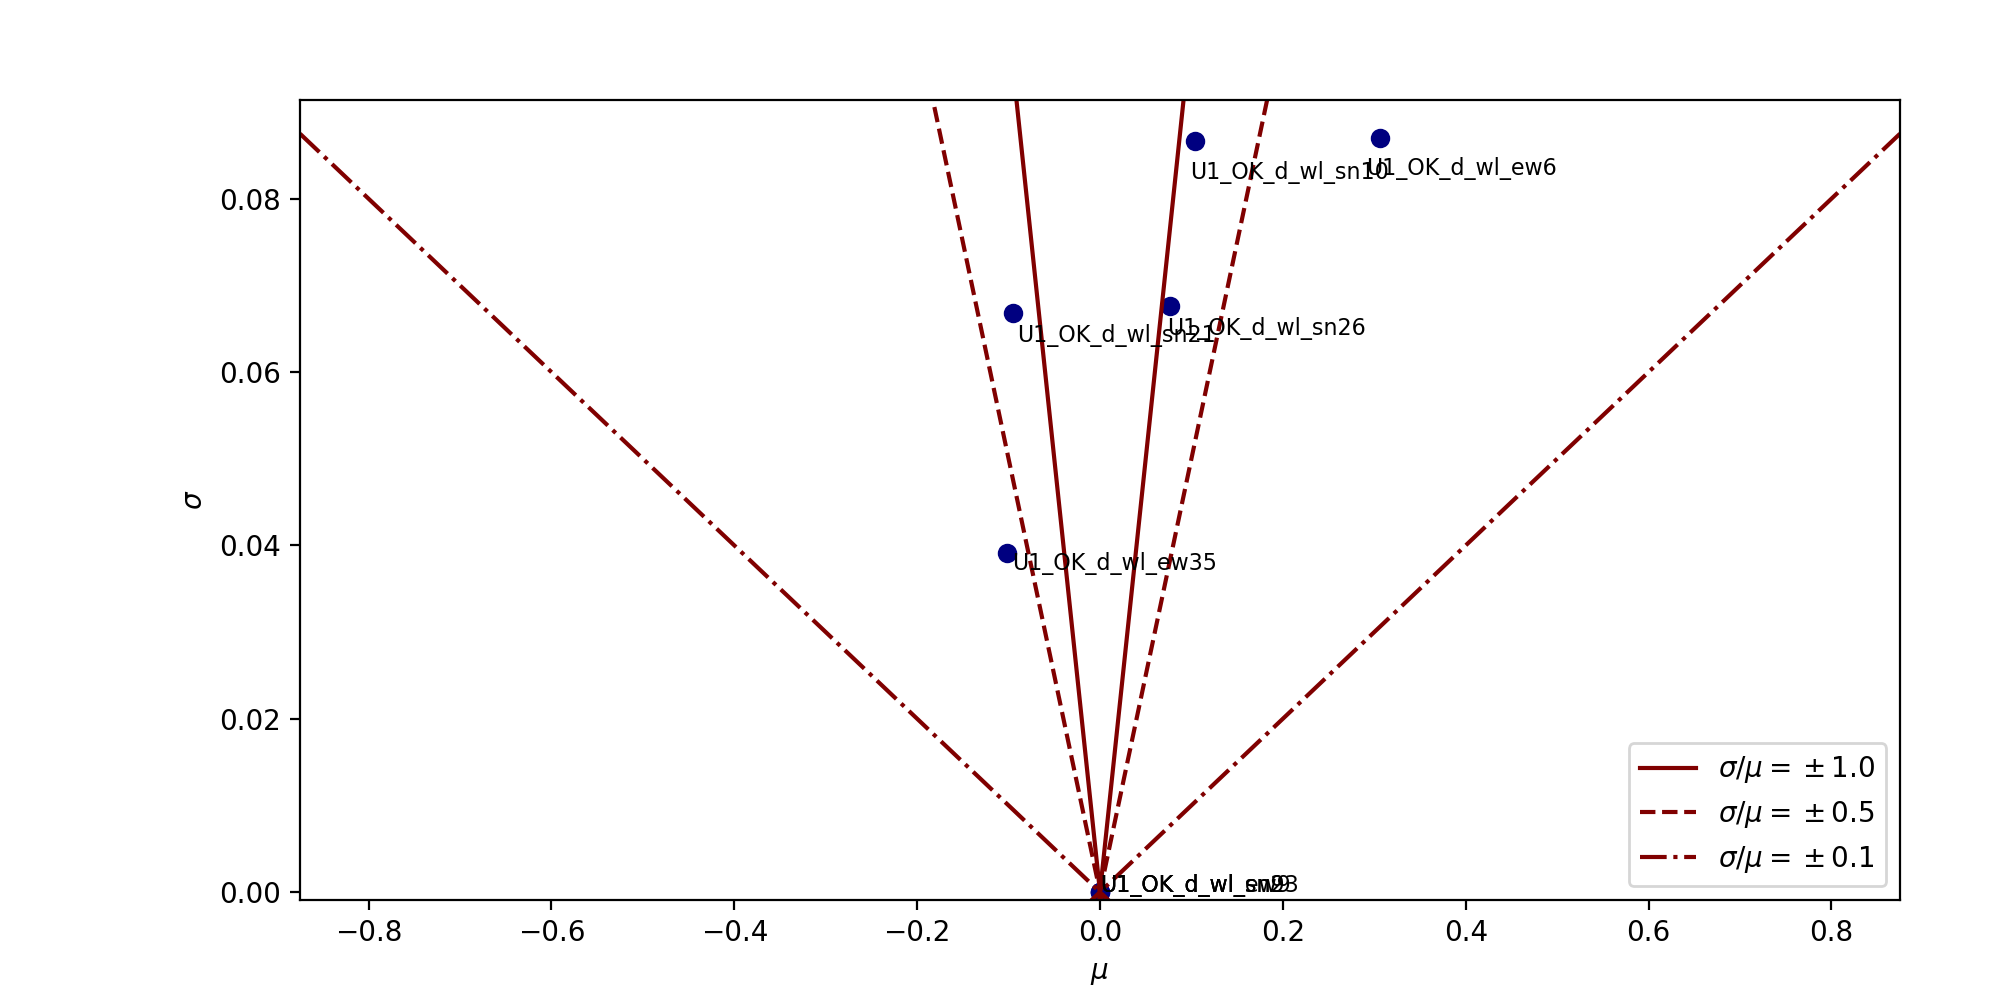 U1_OK_d_wl_sn10
U1_OK_d_wl_ew6
U1_OK_d_wl_sn21
U1_OK_d_wl_sn26
U1_OK_d_wl_ew35
0.08
0.06
0.04
0.02
0.00
σ
σ/μ = ±1.0
σ/μ = ±0.5
σ/μ = ±0.1
−0.8
−0.6
−0.4
−0.2
0.0
0.2
0.4
0.6
0.8
μ